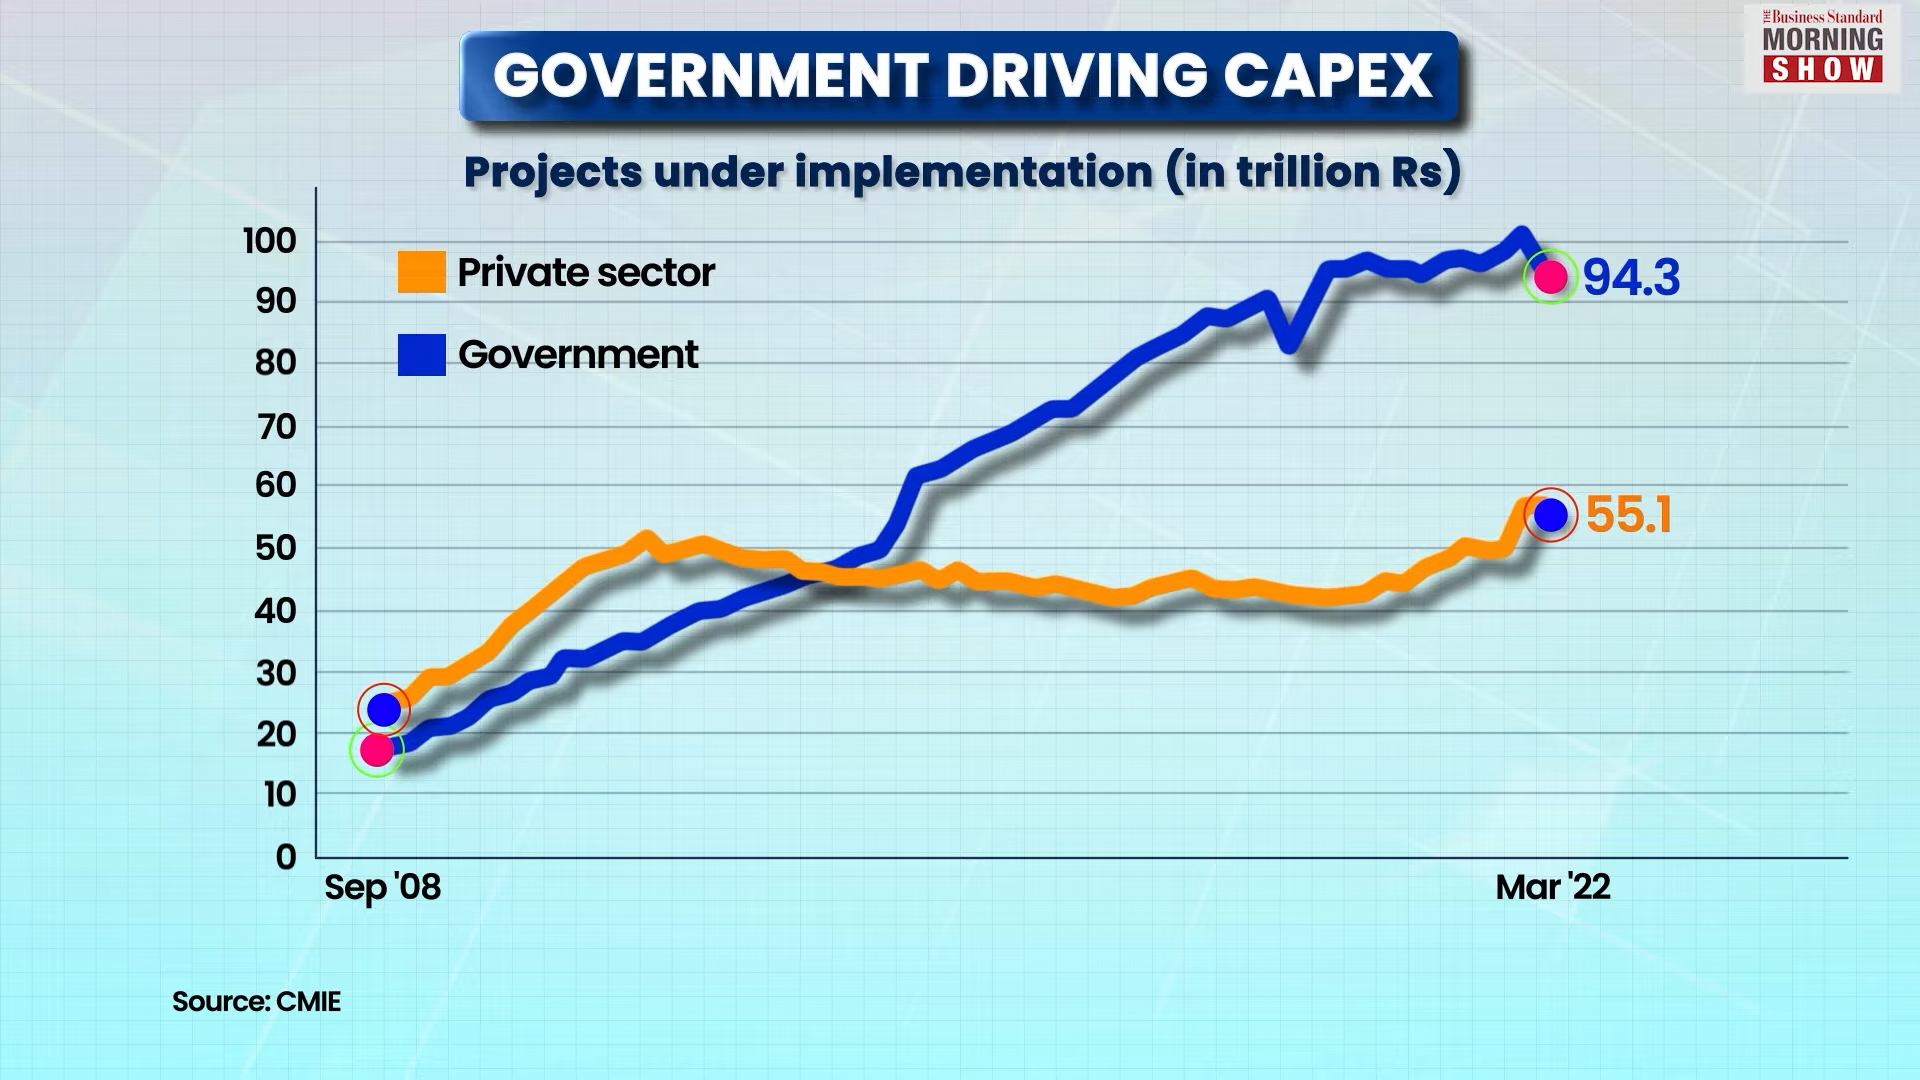 THE Business Standard
MORNING
SHOW
GOVERNMENT DRIVING CAPEX
Projects under implementation (in trillion Rs)
Private sector
Government
100
90
80
70
60
50
40
30
20
10
0
94.3
55.1
Sep '08
Mar '22
Source: CMIE